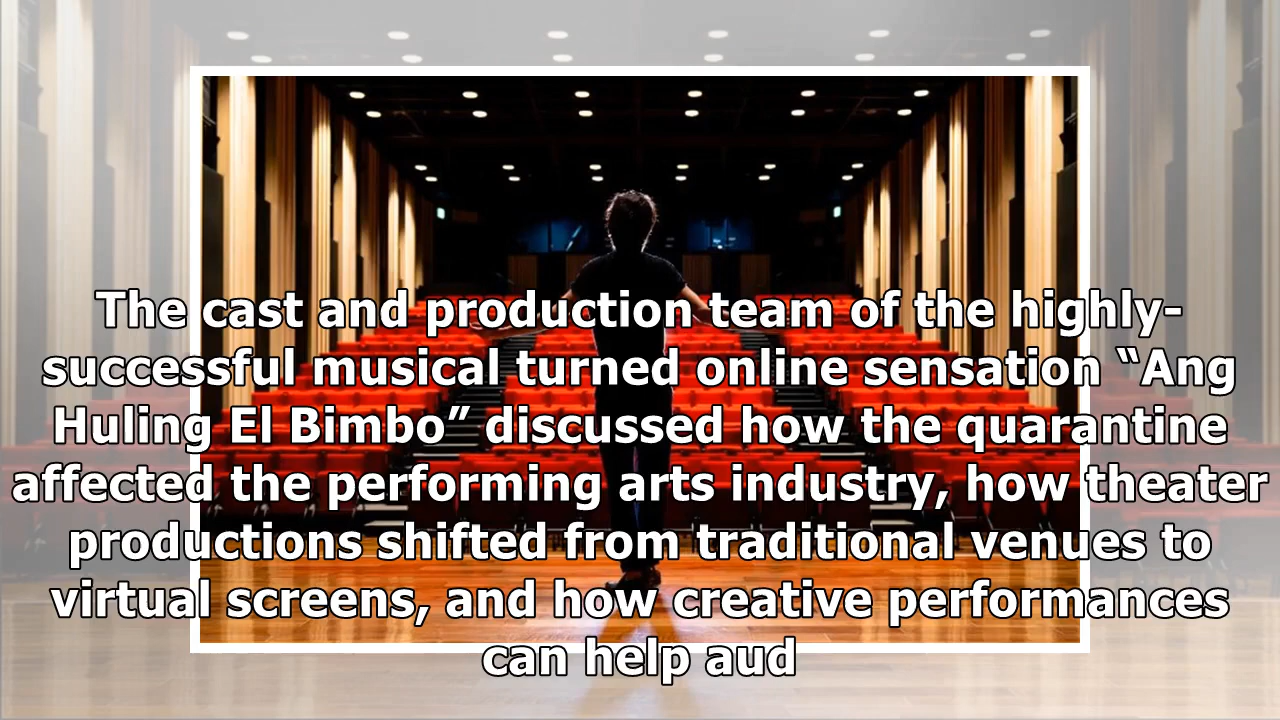 The cast and production team of the highly-
successful musical turned online sensation “Ang
Huling El Bimbo” discussed how the quarantine
affected the performing arts industry, how theater
productions shifted from traditional venues to
virtual screens, and how creative performances
can help aud